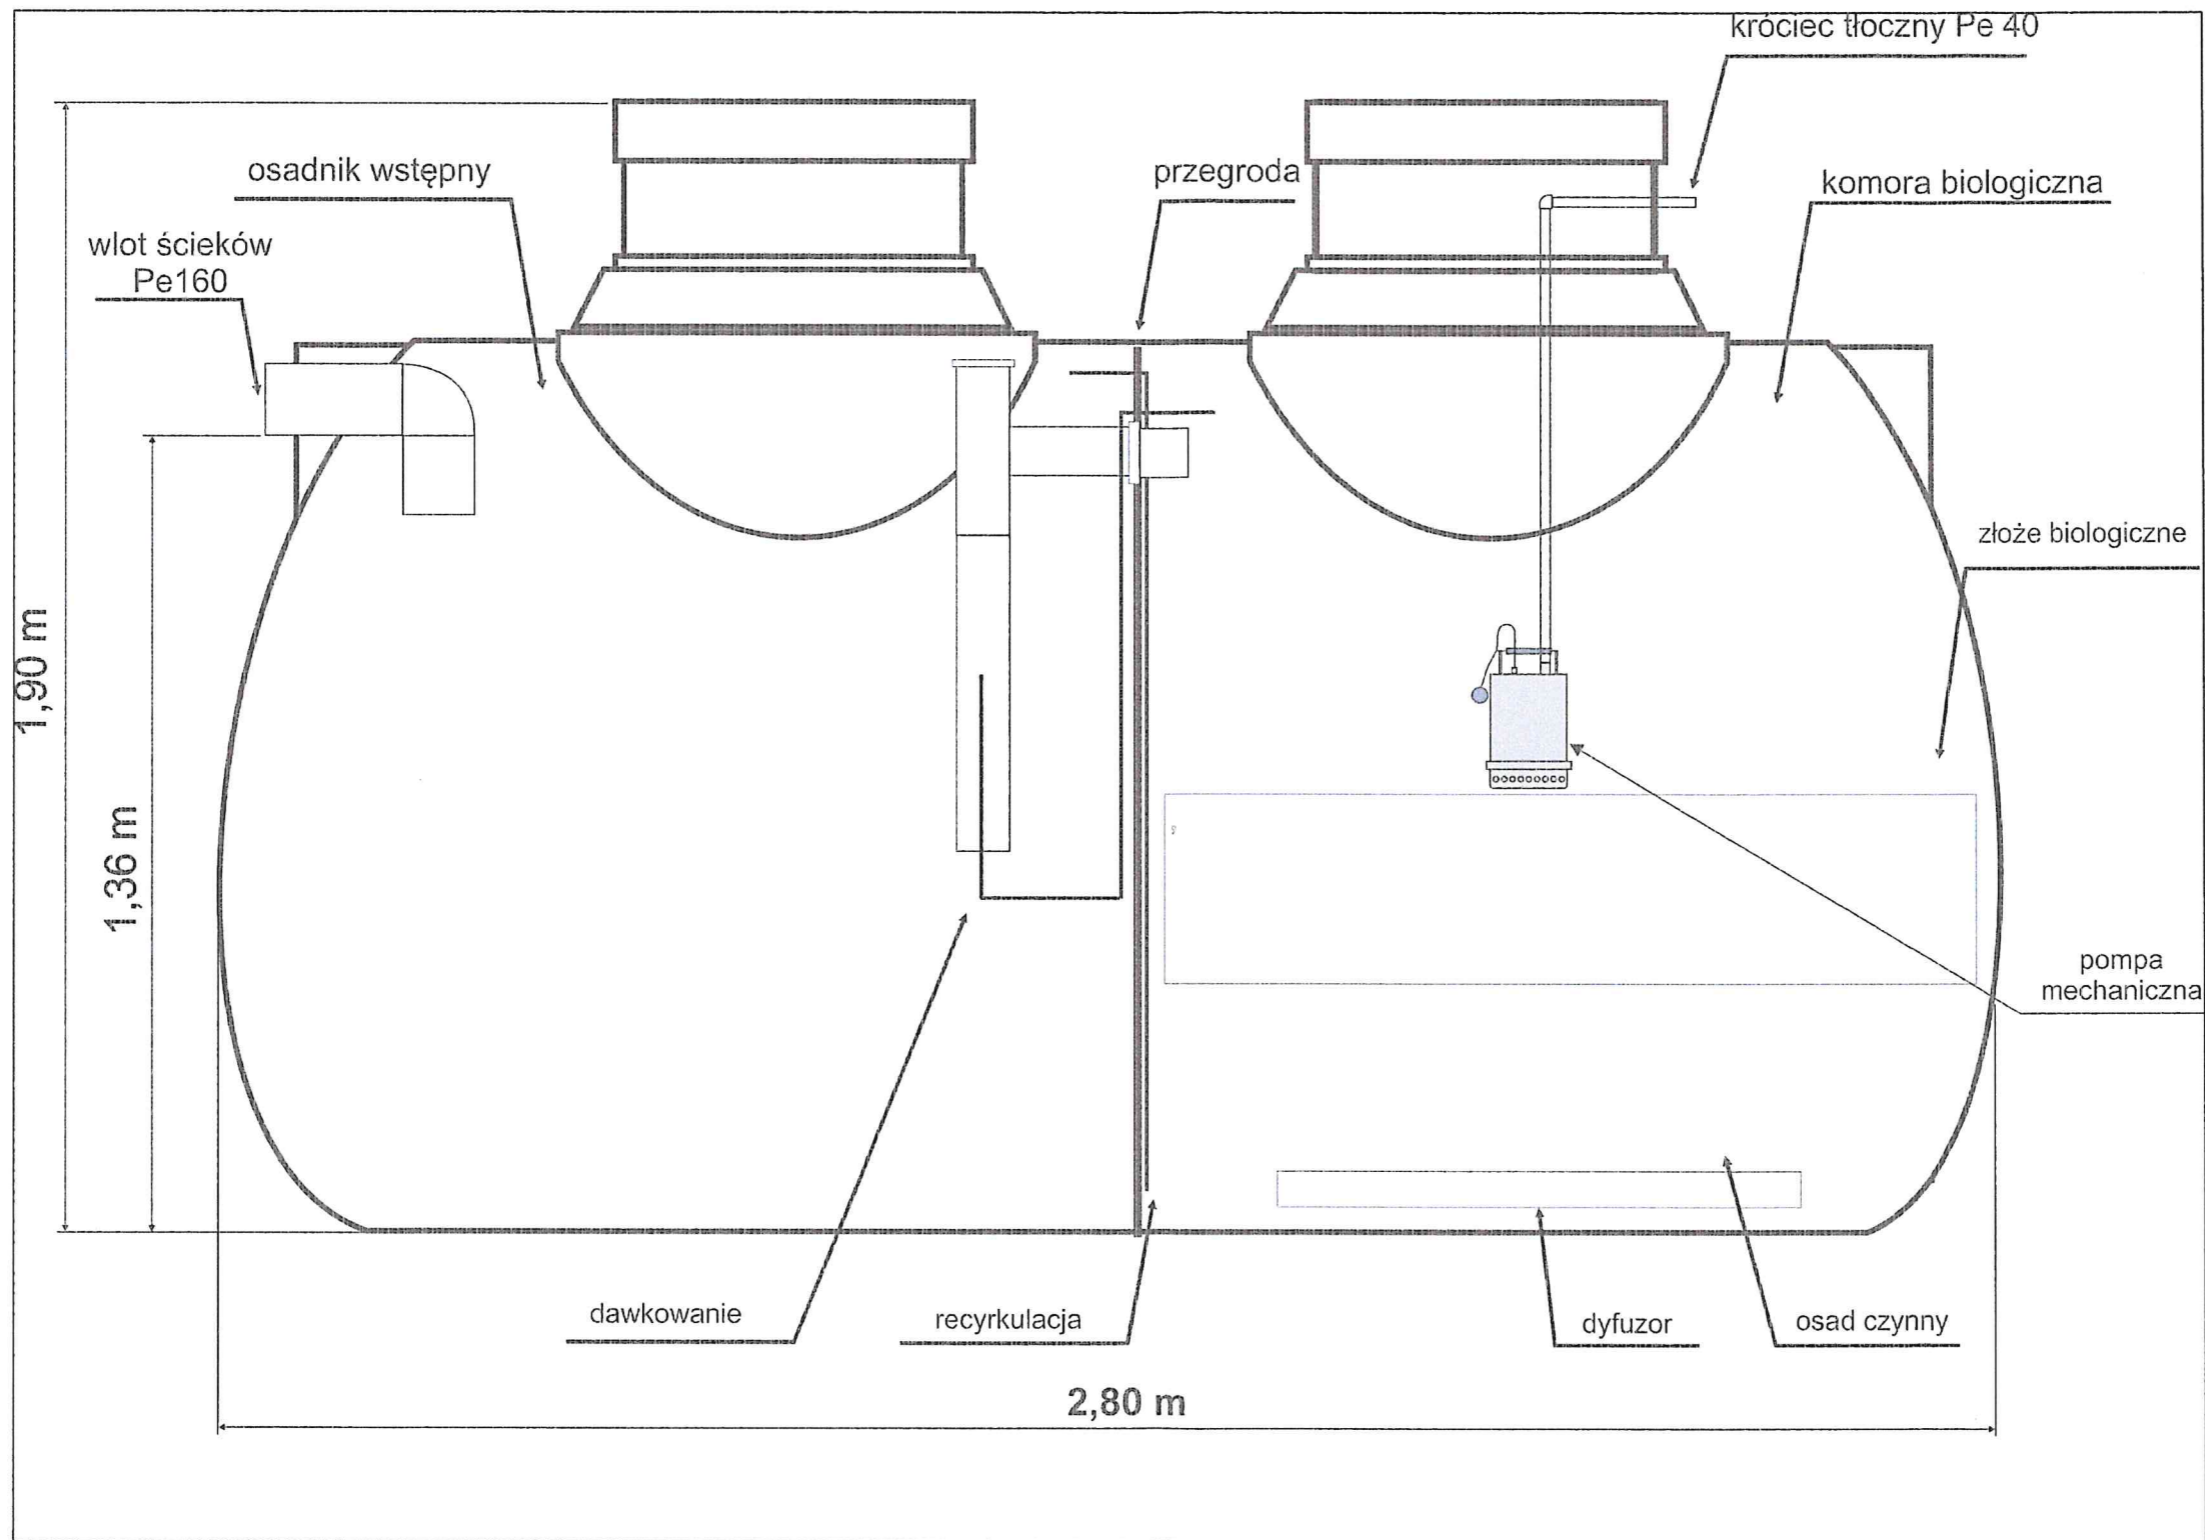 króciec tłoczny Pe 40
osadnik wstępny
przegroda
komora biologiczna
wlot ścieków
Pe160
złoże biologiczne
1,90 m
1,36 m
pompa
mechaniczna
dawkowanie
recyrkulacja
dyfuzor
osad czynny
2,80 m